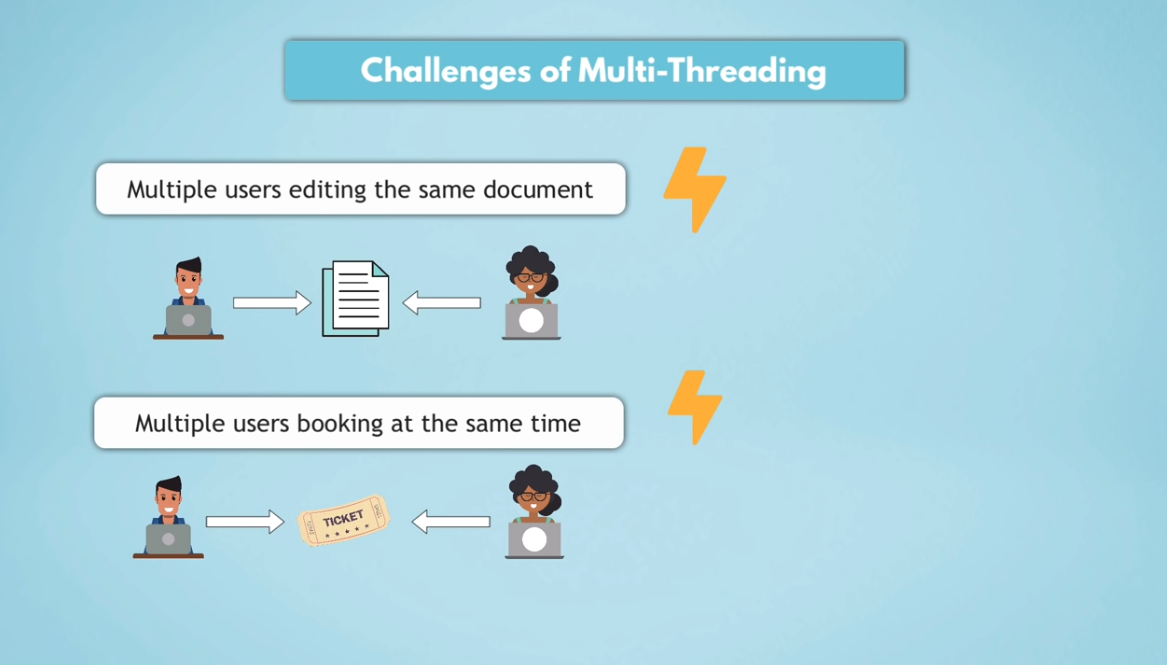 Challenges of Multi-Threading
Multiple users editing the same document
Multiple users booking at the same time
TICKET